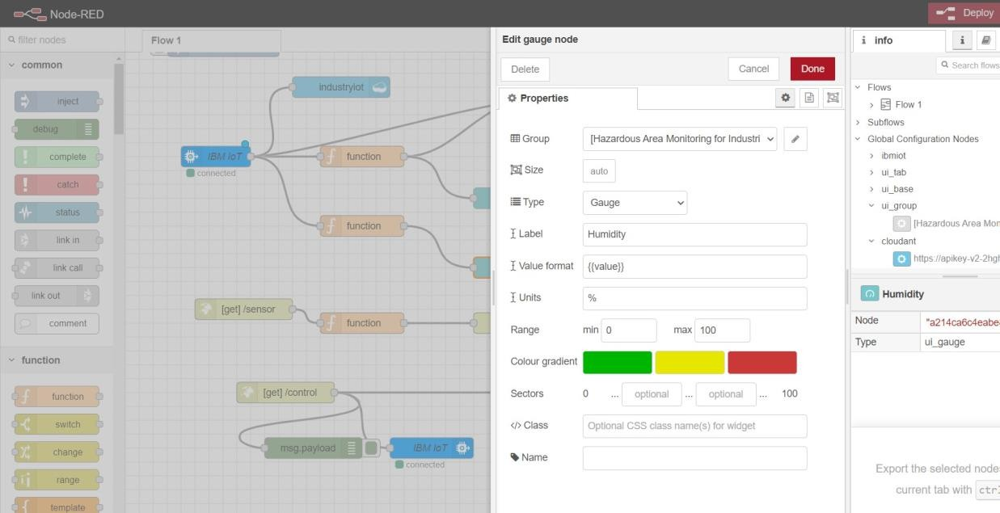 Node-RED
Deploy
filter nodes
Flow 1
common
inject
debug
complete
catch
status
link in
link call
link out
comment
function
function
switch
change
range
template
industryiot
IBM IoT
connected
function
function
[get] /sensor
function
[get] /control
msg.payload
IBM IoT
connected
Edit gauge node
Delete
Cancel
Done
Properties
Group
[Hazardous Area Monitoring for Industri
Size
auto
Type
Gauge
Label
Humidity
Value format
{{value}}
Units
%
Range
min 0 max 100
Colour gradient
Sectors 0 ... optional ... optional ... 100
</> Class
Optional CSS class name(s) for widget
Name
i info
i
Search flows
Flows
Flow 1
Subflows
Global Configuration Nodes
ibmiot
ui_tab
ui_base
ui_group
[Hazardous Area Mon
cloudant
https://apikey-v2-2hgh
Humidity
Node "a214ca6c4eabe
Type ui_gauge
Export the selected nodes
current tab with ctrl